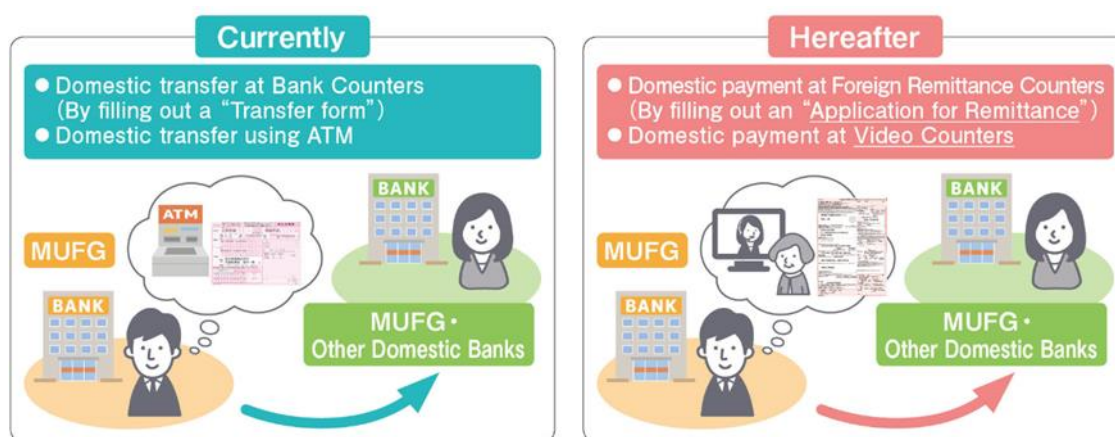 Currently
● Domestic transfer at Bank Counters
(By filling out a “Transfer form”)
● Domestic transfer using ATM
ATM
BANK
MUFG
BANK
MUFG・
Other Domestic Banks
Hereafter
● Domestic payment at Foreign Remittance Counters
(By filling out an “Application for Remittance”)
● Domestic payment at Video Counters
BANK
MUFG
BANK
MUFG・
Other Domestic Banks